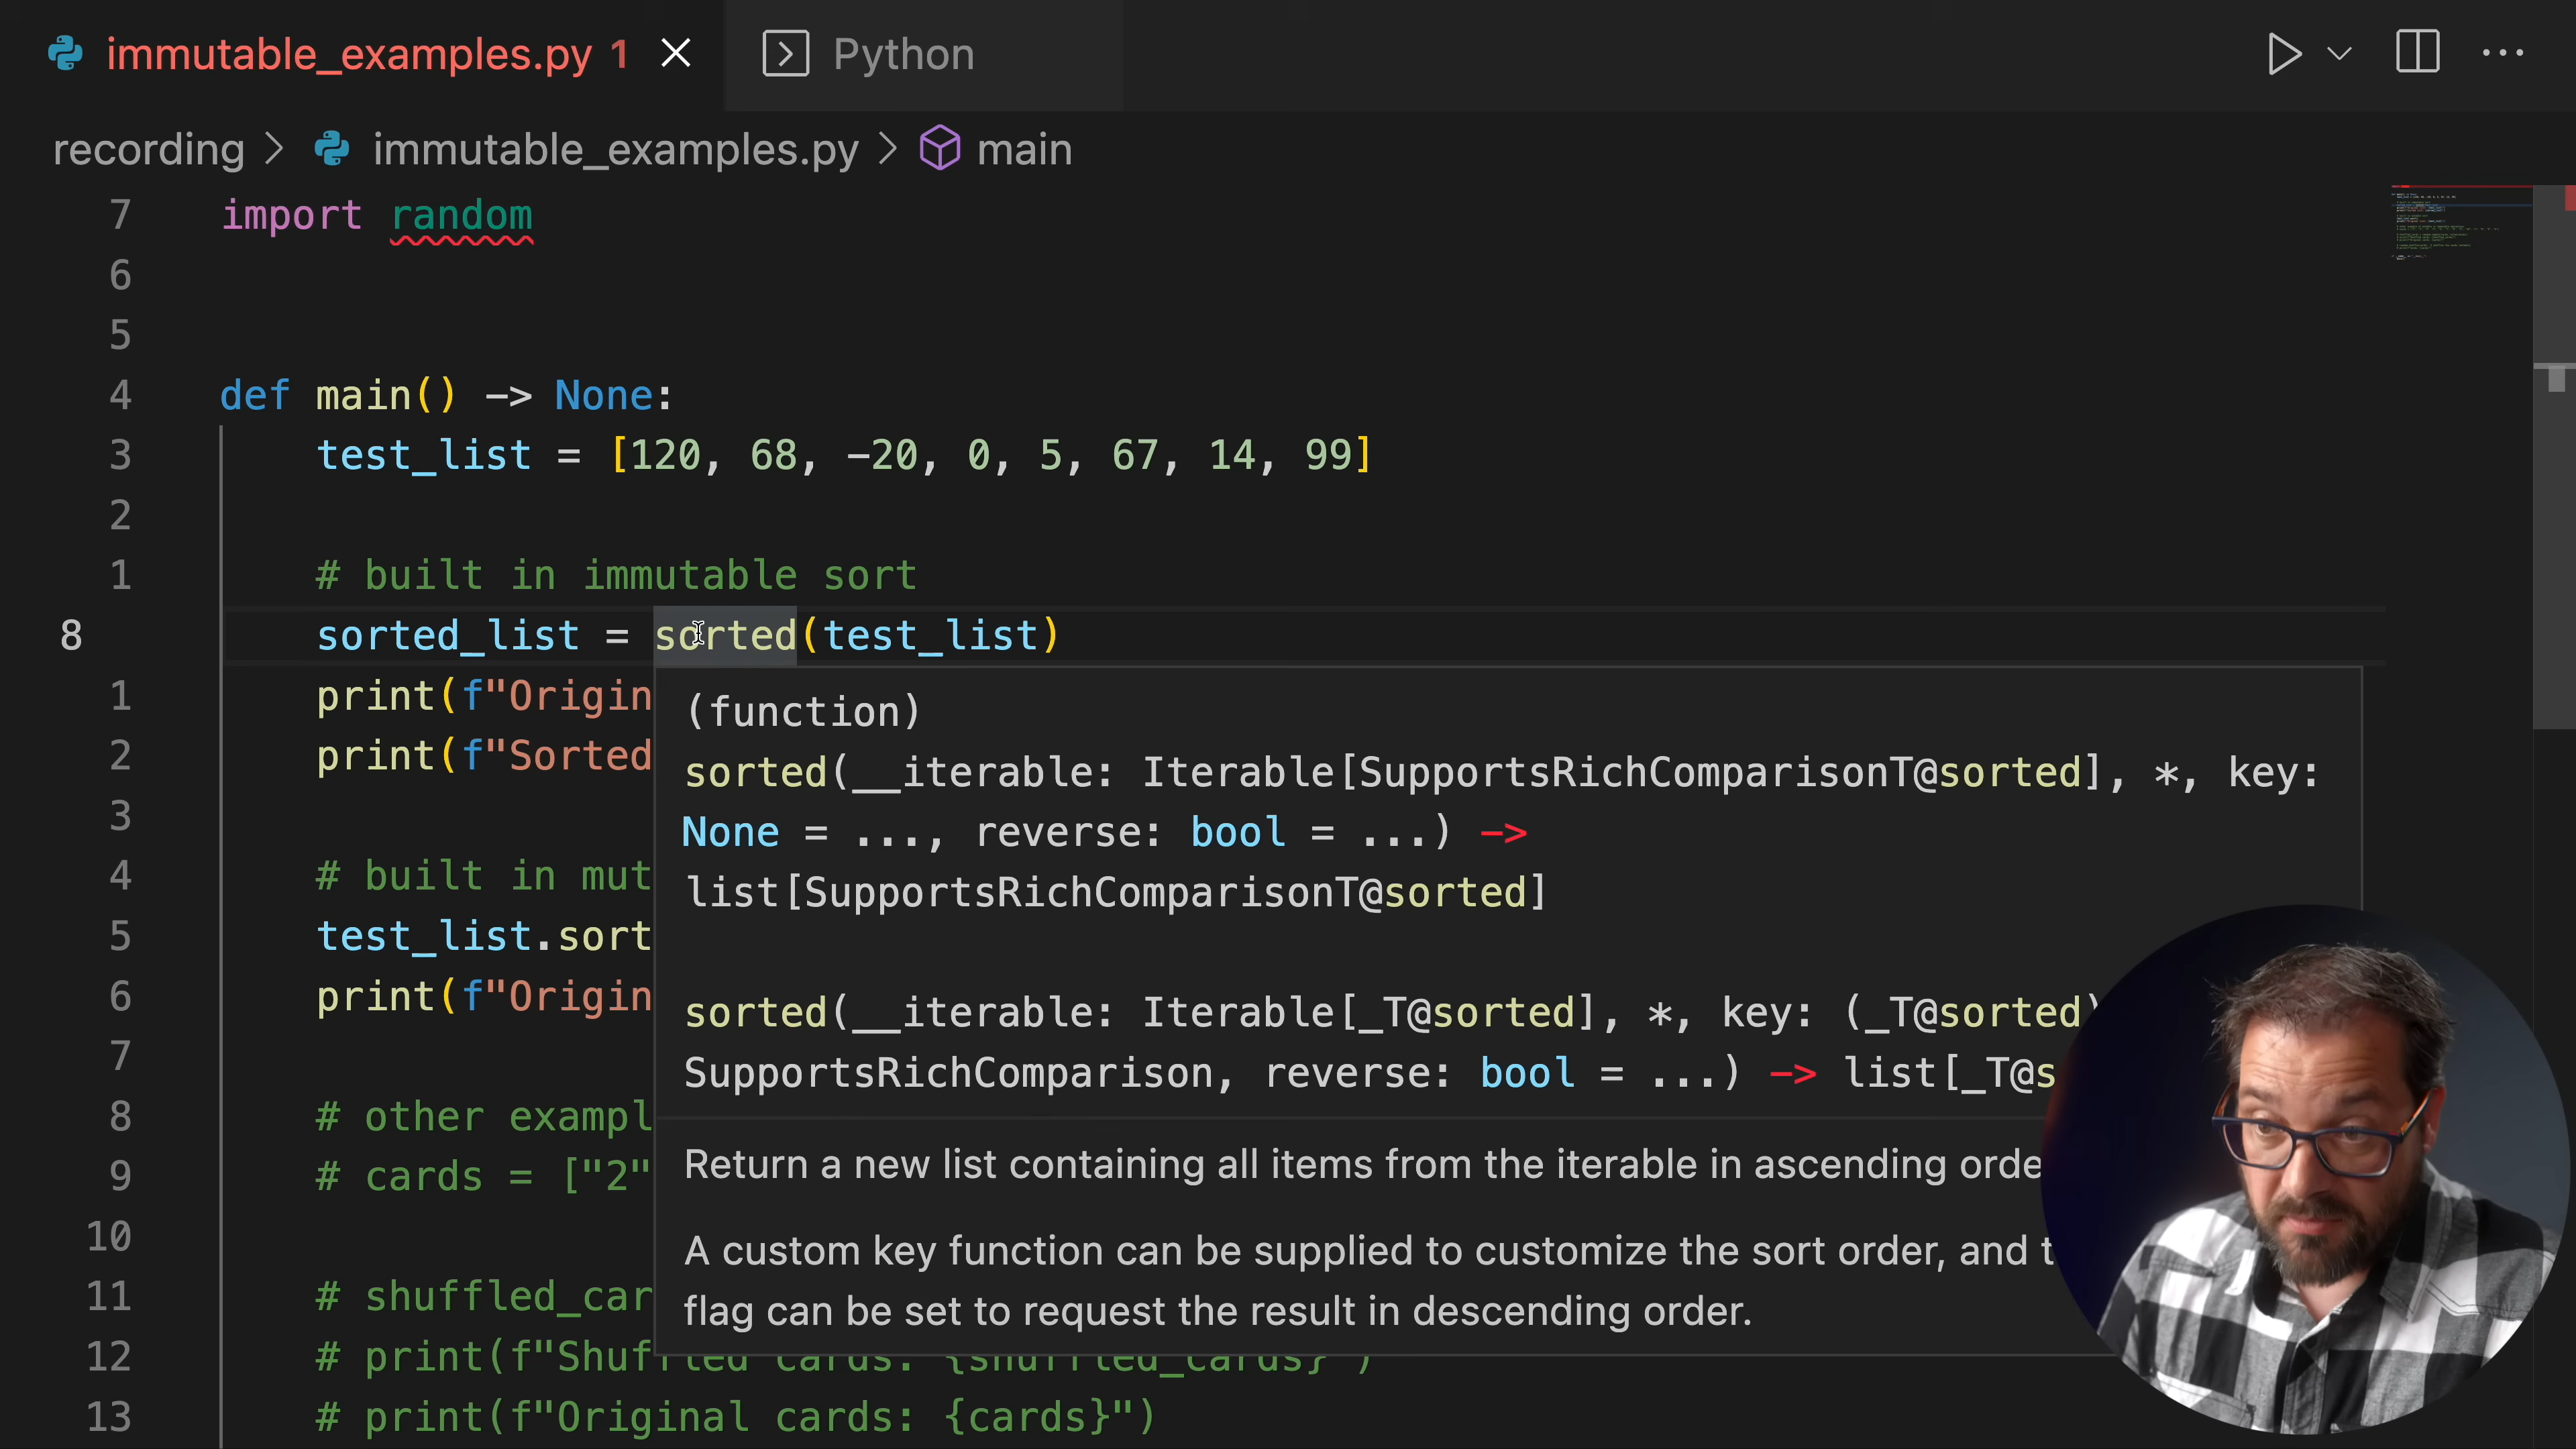 immutable_examples.py 1
Python
recording > immutable_examples.py > main
7 import random
6
5
4 def main() -> None:
3 test_list = [120, 68, -20, 0, 5, 67, 14, 99]
2
1 # built in immutable sort
8 sorted_list = sorted(test_list)
1 print(f"Origin
2 print(f"Sorted
3
4 # built in mut
5 test_list.sort
6 print(f"Origin
7
8 # other exampl
9 # cards = ["2"
10
11 # shuffled_car
12 # print(f"Shuffled cards: {shuffled_cards}")
13 # print(f"Original cards: {cards}")
(function)
sorted(__iterable: Iterable[SupportsRichComparisonT@sorted], *, key:
None = ..., reverse: bool = ...) ->
list[SupportsRichComparisonT@sorted]
sorted(__iterable: Iterable[_T@sorted], *, key: (_T@sorted)
SupportsRichComparison, reverse: bool = ...) -> list[_T@s
Return a new list containing all items from the iterable in ascending orde
A custom key function can be supplied to customize the sort order, and t
flag can be set to request the result in descending order.